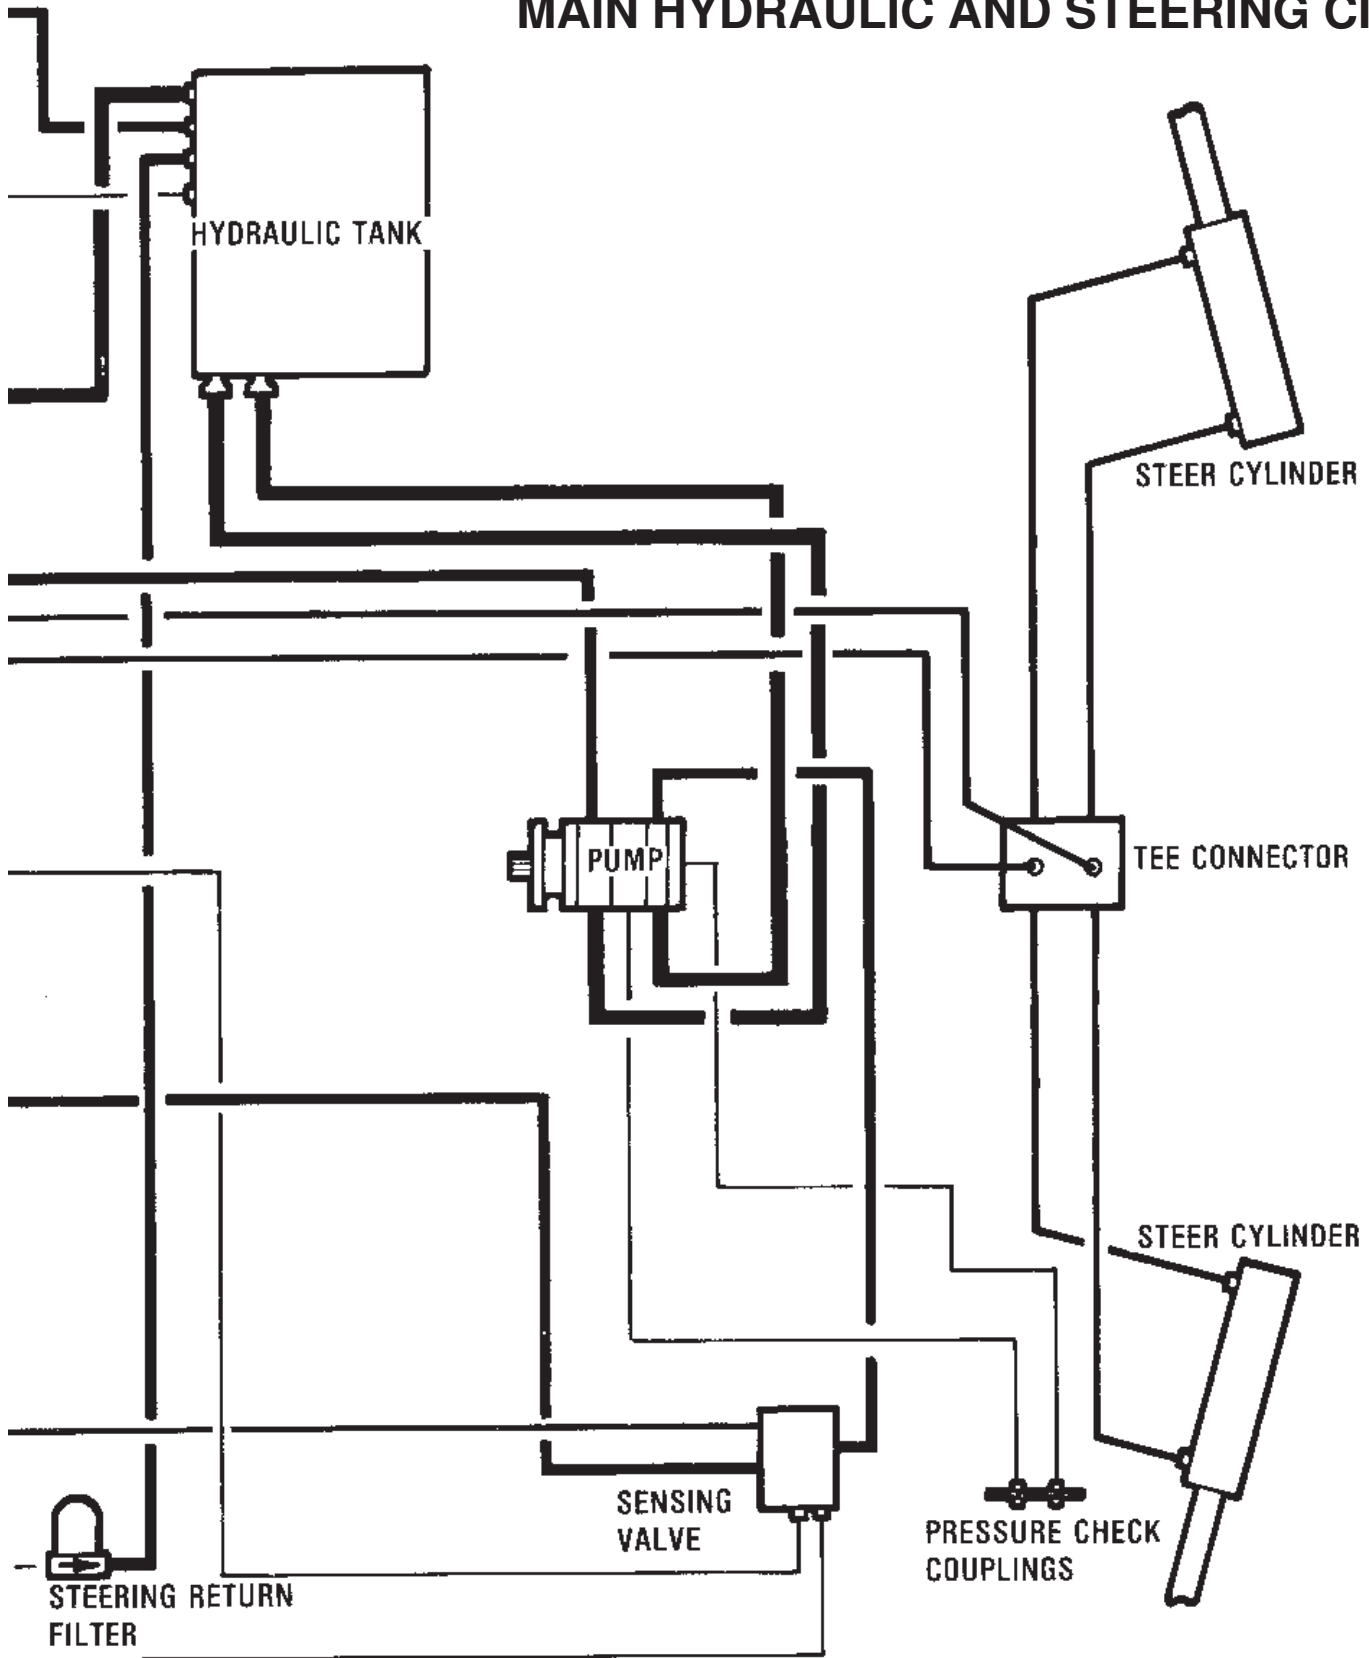 MAIN HYDRAULIC AND STEERING CI
HYDRAULIC TANK
STEER CYLINDER
PUMP
TEE CONNECTOR
STEER CYLINDER
SENSING
VALVE
PRESSURE CHECK
COUPLINGS
STEERING RETURN
FILTER